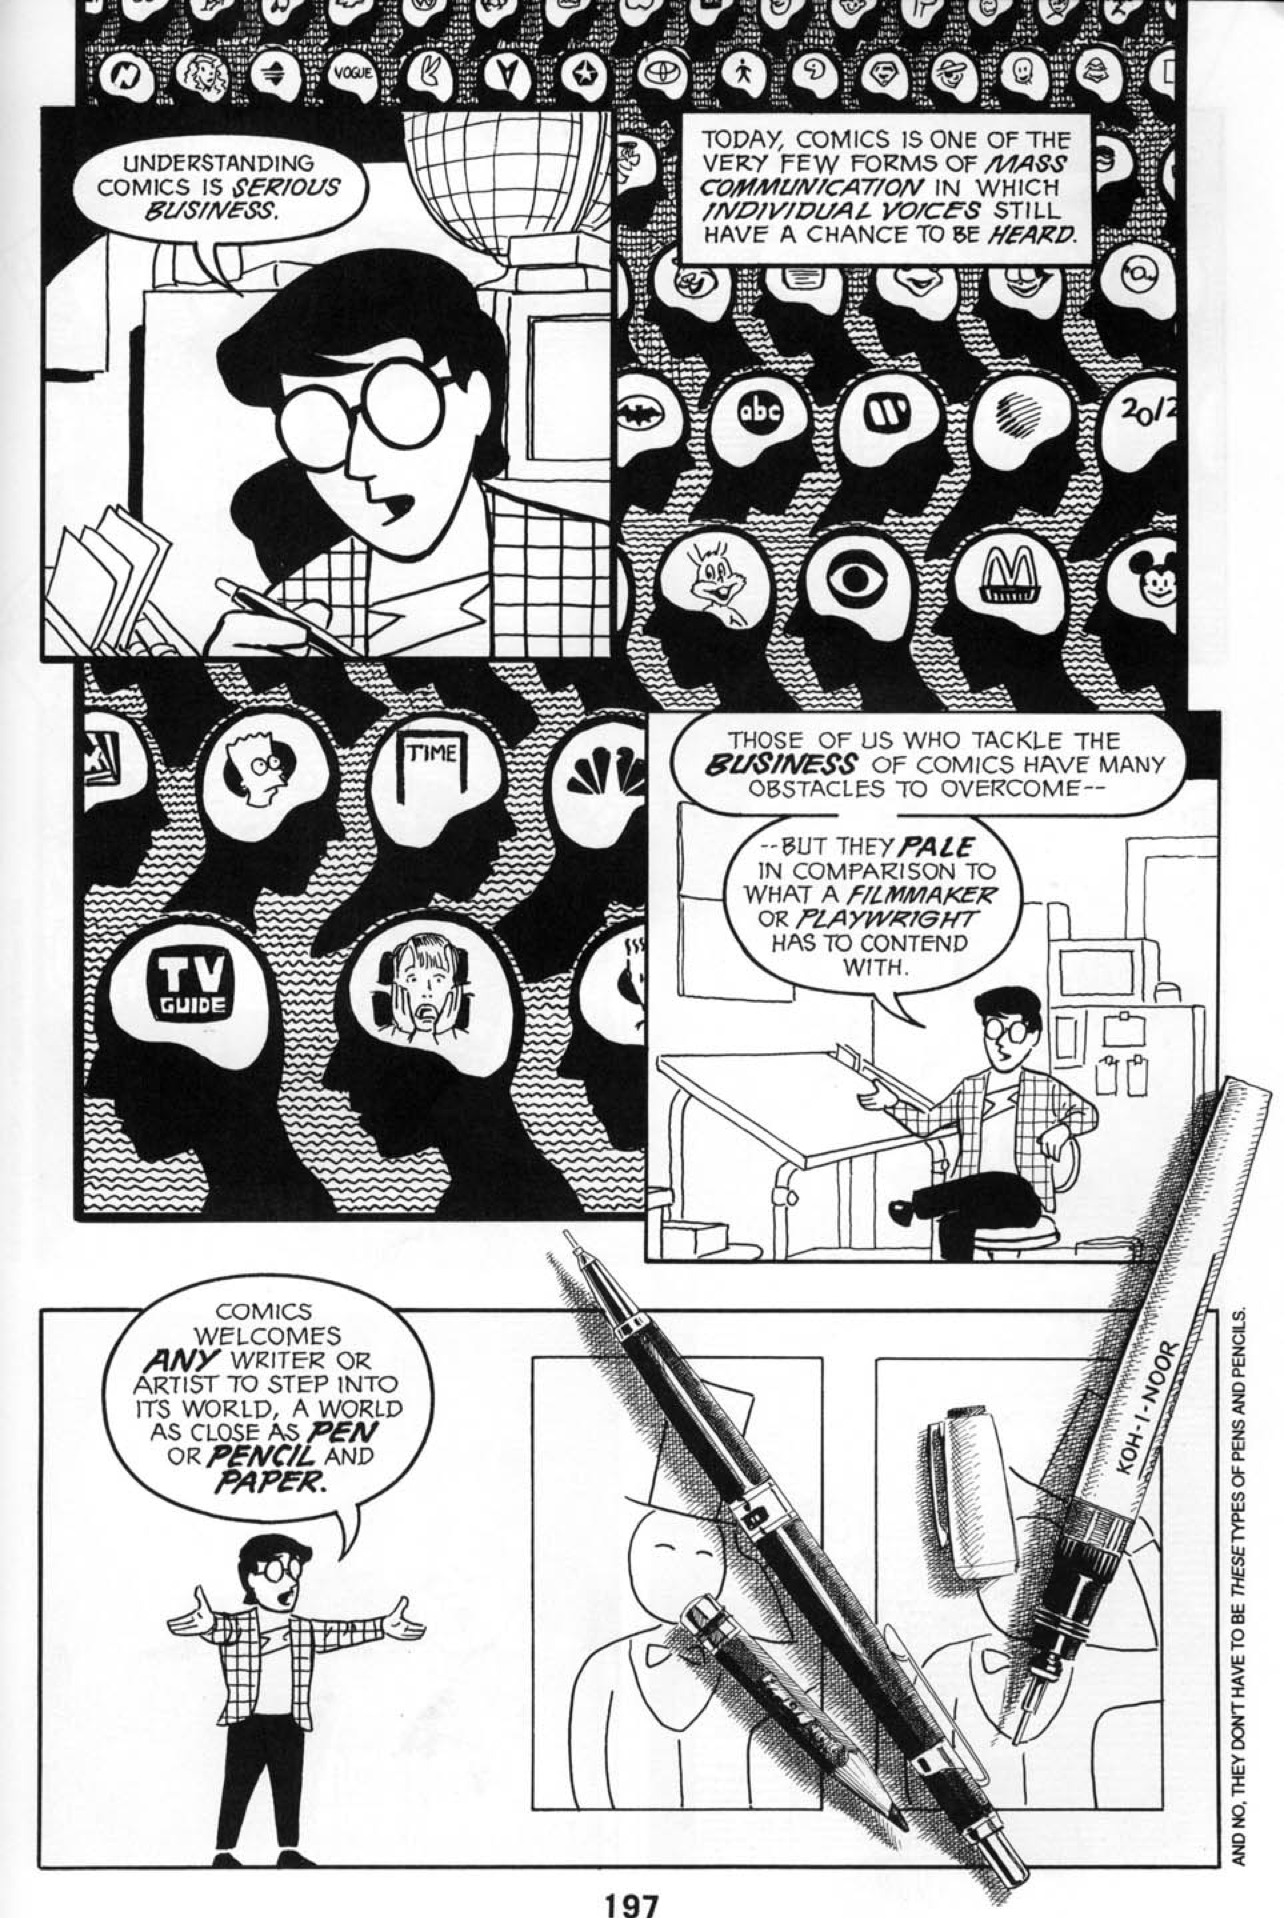 VOGUE
UNDERSTANDING
COMICS IS SERIOUS
BUSINESS.
TODAY, COMICS IS ONE OF THE
VERY FEW FORMS OF MASS
COMMUNICATION IN WHICH
INDIVIDUAL VOICES STILL
HAVE A CHANCE TO BE HEARD.
abc
20/2
TIME
TV
GUIDE
THOSE OF US WHO TACKLE THE
BUSINESS OF COMICS HAVE MANY
OBSTACLES TO OVERCOME--
--BUT THEY PALE
IN COMPARISON TO
WHAT A FILMMAKER
OR PLAYWRIGHT
HAS TO CONTEND
WITH.
COMICS
WELCOMES
ANY WRITER OR
ARTIST TO STEP INTO
ITS WORLD, A WORLD
AS CLOSE AS PEN
OR PENCIL AND
PAPER.
KOH-I-NOOR
AND NO, THEY DON'T HAVE TO BE THESE TYPES OF PENS AND PENCILS.
197